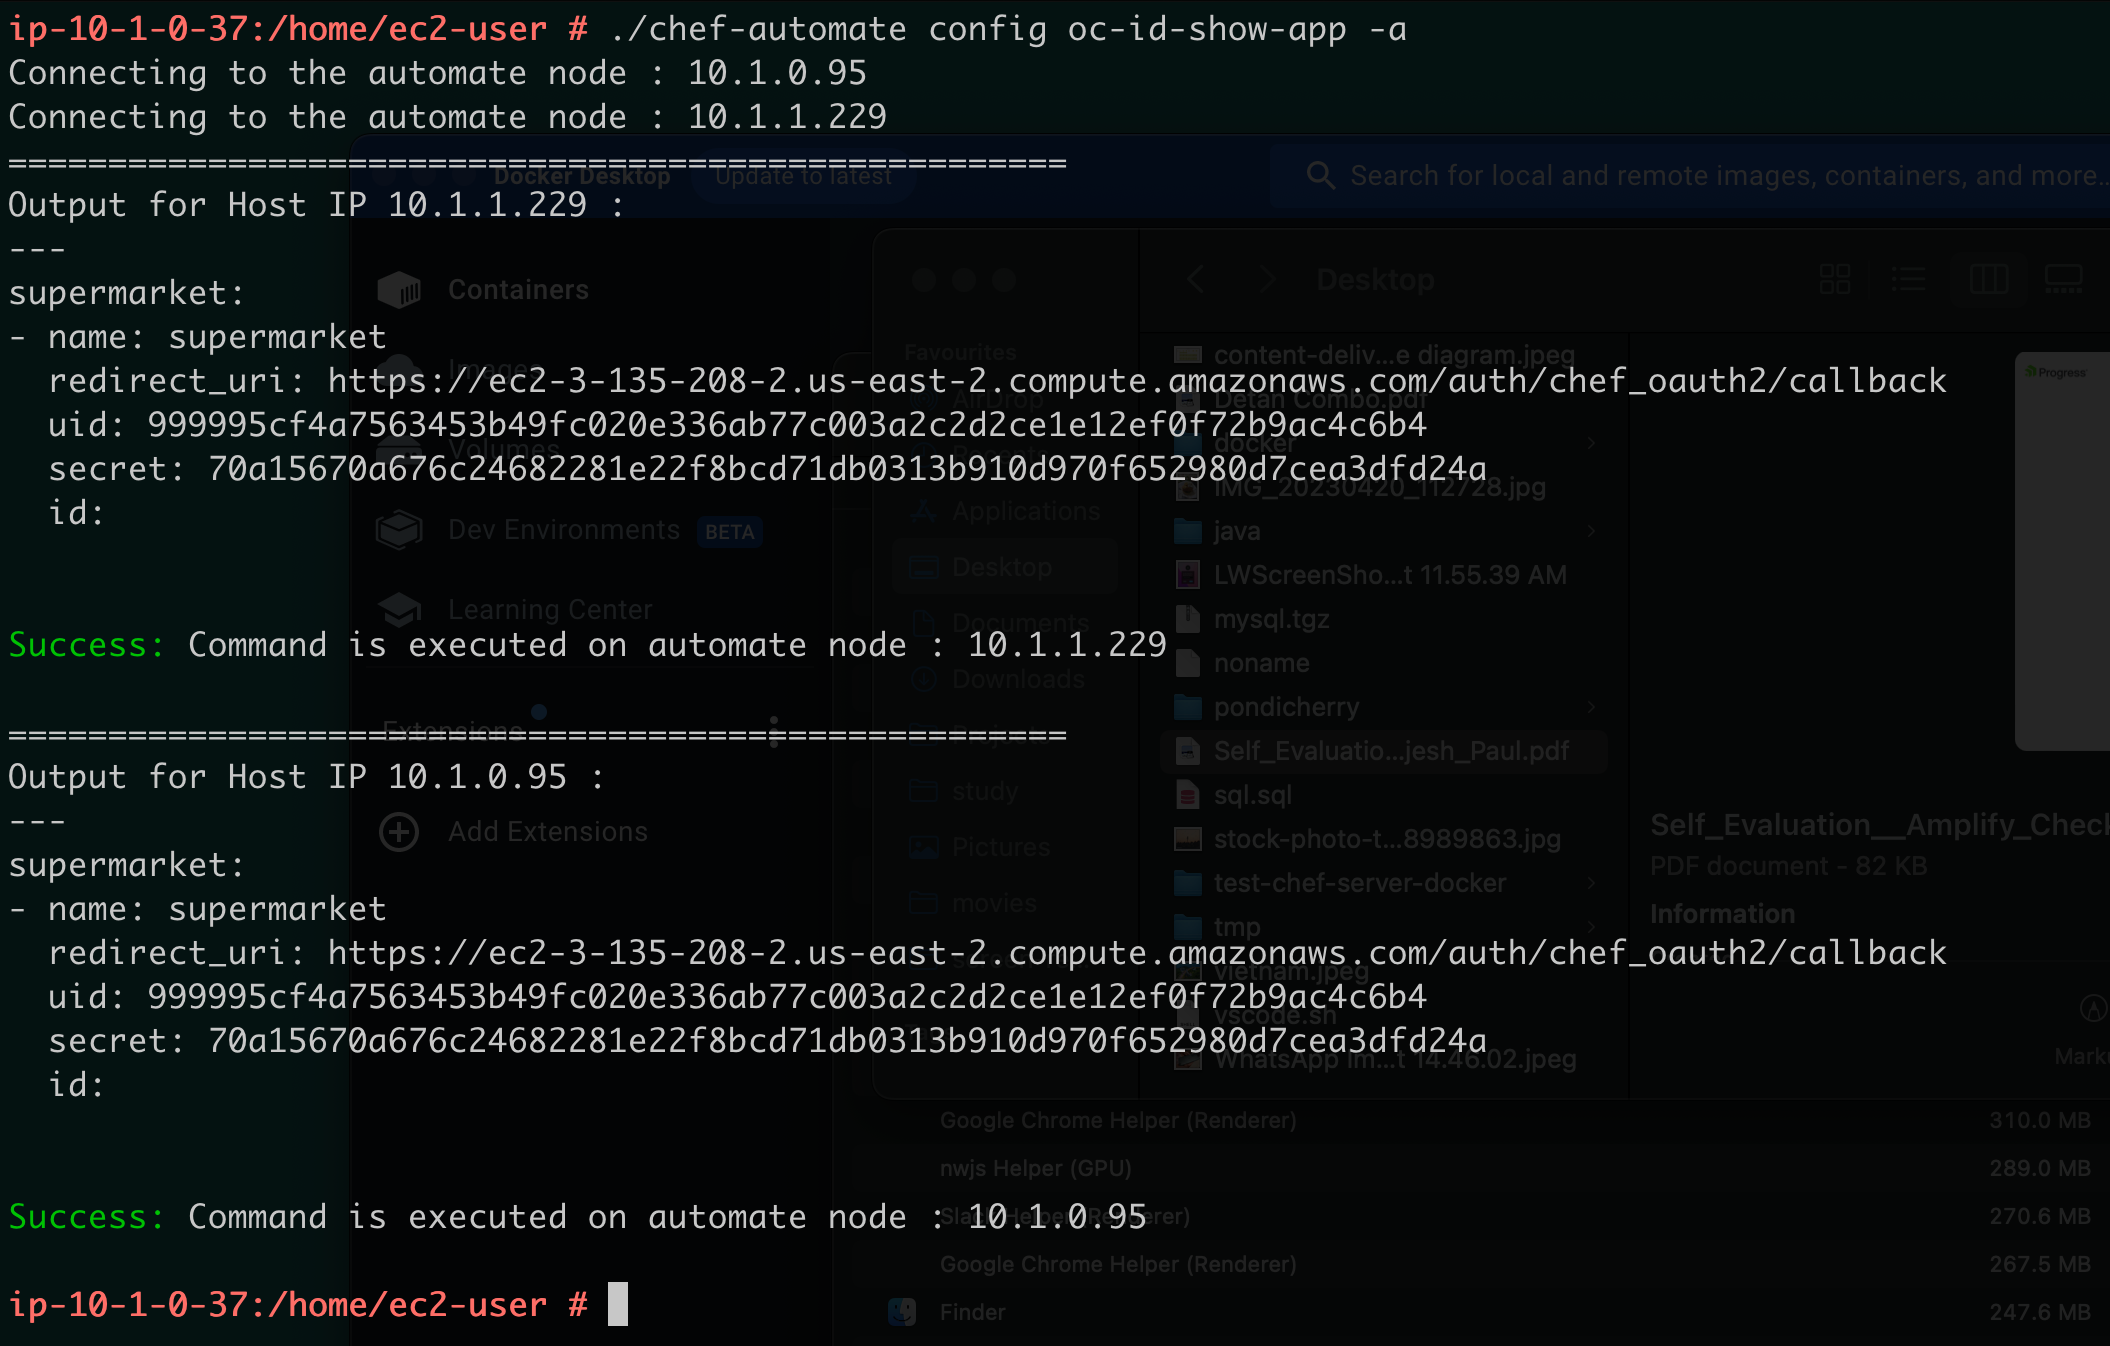 ip-10-1-0-37:/home/ec2-user # ./chef-automate config oc-id-show-app -a
Connecting to the automate node : 10.1.0.95
Connecting to the automate node : 10.1.1.229
=====================================================
Docker Desktop
Update to latest
Search for local and remote images, containers, and more...
Output for Host IP 10.1.1.229 :
---
supermarket:
- name: supermarket
  redirect_uri: https://ec2-3-135-208-2.us-east-2.compute.amazonaws.com/auth/chef_oauth2/callback
  uid: 999995cf4a7563453b49fc020e336ab77c003a2c2d2ce1e12ef0f72b9ac4c6b4
  secret: 70a15670a676c24682281e22f8bcd71db0313b910d970f652980d7cea3dfd24a
  id:
Success: Command is executed on automate node : 10.1.1.229
=====================================================
Output for Host IP 10.1.0.95 :
---
supermarket:
- name: supermarket
  redirect_uri: https://ec2-3-135-208-2.us-east-2.compute.amazonaws.com/auth/chef_oauth2/callback
  uid: 999995cf4a7563453b49fc020e336ab77c003a2c2d2ce1e12ef0f72b9ac4c6b4
  secret: 70a15670a676c24682281e22f8bcd71db0313b910d970f652980d7cea3dfd24a
  id:
Success: Command is executed on automate node : 10.1.0.95
ip-10-1-0-37:/home/ec2-user #
Containers
Images
Volumes
Dev Environments BETA
Learning Center
Extensions
Add Extensions
Desktop
Favourites
AirDrop
Applications
Desktop
Documents
Downloads
Projects
study
Pictures
movies
content-deliv...e diagram.jpeg
Detan Combo.pdf
docker
IMG_20230420_112728.jpg
java
LWScreenSho...t 11.55.39 AM
mysql.tgz
noname
pondicherry
Self_Evaluatio...jesh_Paul.pdf
sql.sql
stock-photo-t...8989863.jpg
test-chef-server-docker
tmp
vietnam.jpeg
vscode.sh
WhatsApp Im...t 14.46.02.jpeg
Progress
Self_Evaluation__Amplify_Check
PDF document - 82 KB
Information
Google Chrome Helper (Renderer) 310.0 MB
nwjs Helper (GPU) 289.0 MB
Slack Helper (Renderer) 270.6 MB
Google Chrome Helper (Renderer) 267.5 MB
Finder 247.6 MB